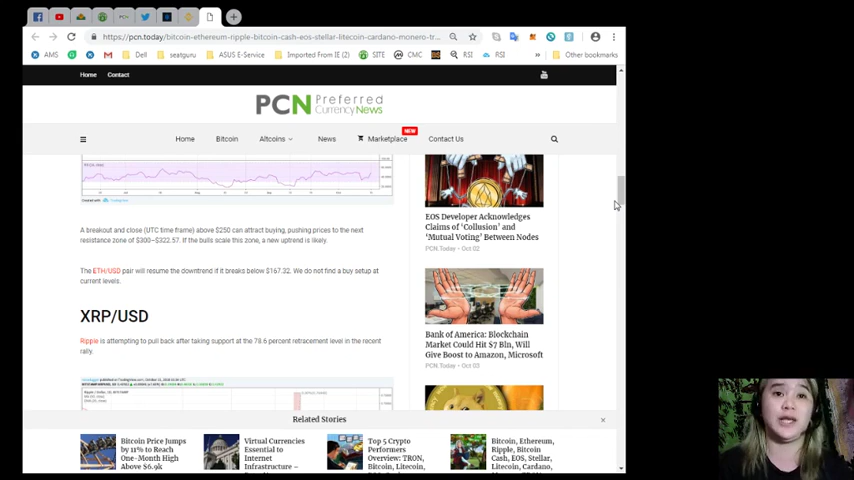 https://pcn.today/bitcoin-ethereum-ripple-bitcoin-cash-eos-stellar-litecoin-cardano-monero-tr...
AMS
Dell
seatguru
ASUS E-Service
Imported From IE (2)
SITE
CMC
RSI
RSI
»
Other bookmarks
Home
Contact
PCN Preferred
Currency News
NEW
Home
Bitcoin
Altcoins
News
Marketplace
Contact Us
A breakout and close (UTC time frame) above $250 can attract buying, pushing prices to the next
resistance zone of $300–$322.57. If the bulls scale this zone, a new uptrend is likely.
The ETH/USD pair will resume the downtrend if it breaks below $167.32. We do not find a buy setup at
current levels.
XRP/USD
Ripple is attempting to pull back after taking support at the 78.6 percent retracement level in the recent
rally.
EOS Developer Acknowledges
Claims of 'Collusion' and
'Mutual Voting' Between Nodes
PCN.Today - Oct 02
Bank of America: Blockchain
Market Could Hit $7 Bln, Will
Give Boost to Amazon, Microsoft
PCN.Today - Oct 03
Related Stories
Bitcoin Price Jumps
by 11% to Reach
One-Month High
Above $6.9k
Virtual Currencies
Essential to
Internet
Infrastructure –
Top 5 Crypto
Performers
Overview: TRON,
Bitcoin, Litecoin,
Bitcoin, Ethereum,
Ripple, Bitcoin
Cash, EOS, Stellar,
Litecoin, Cardano,